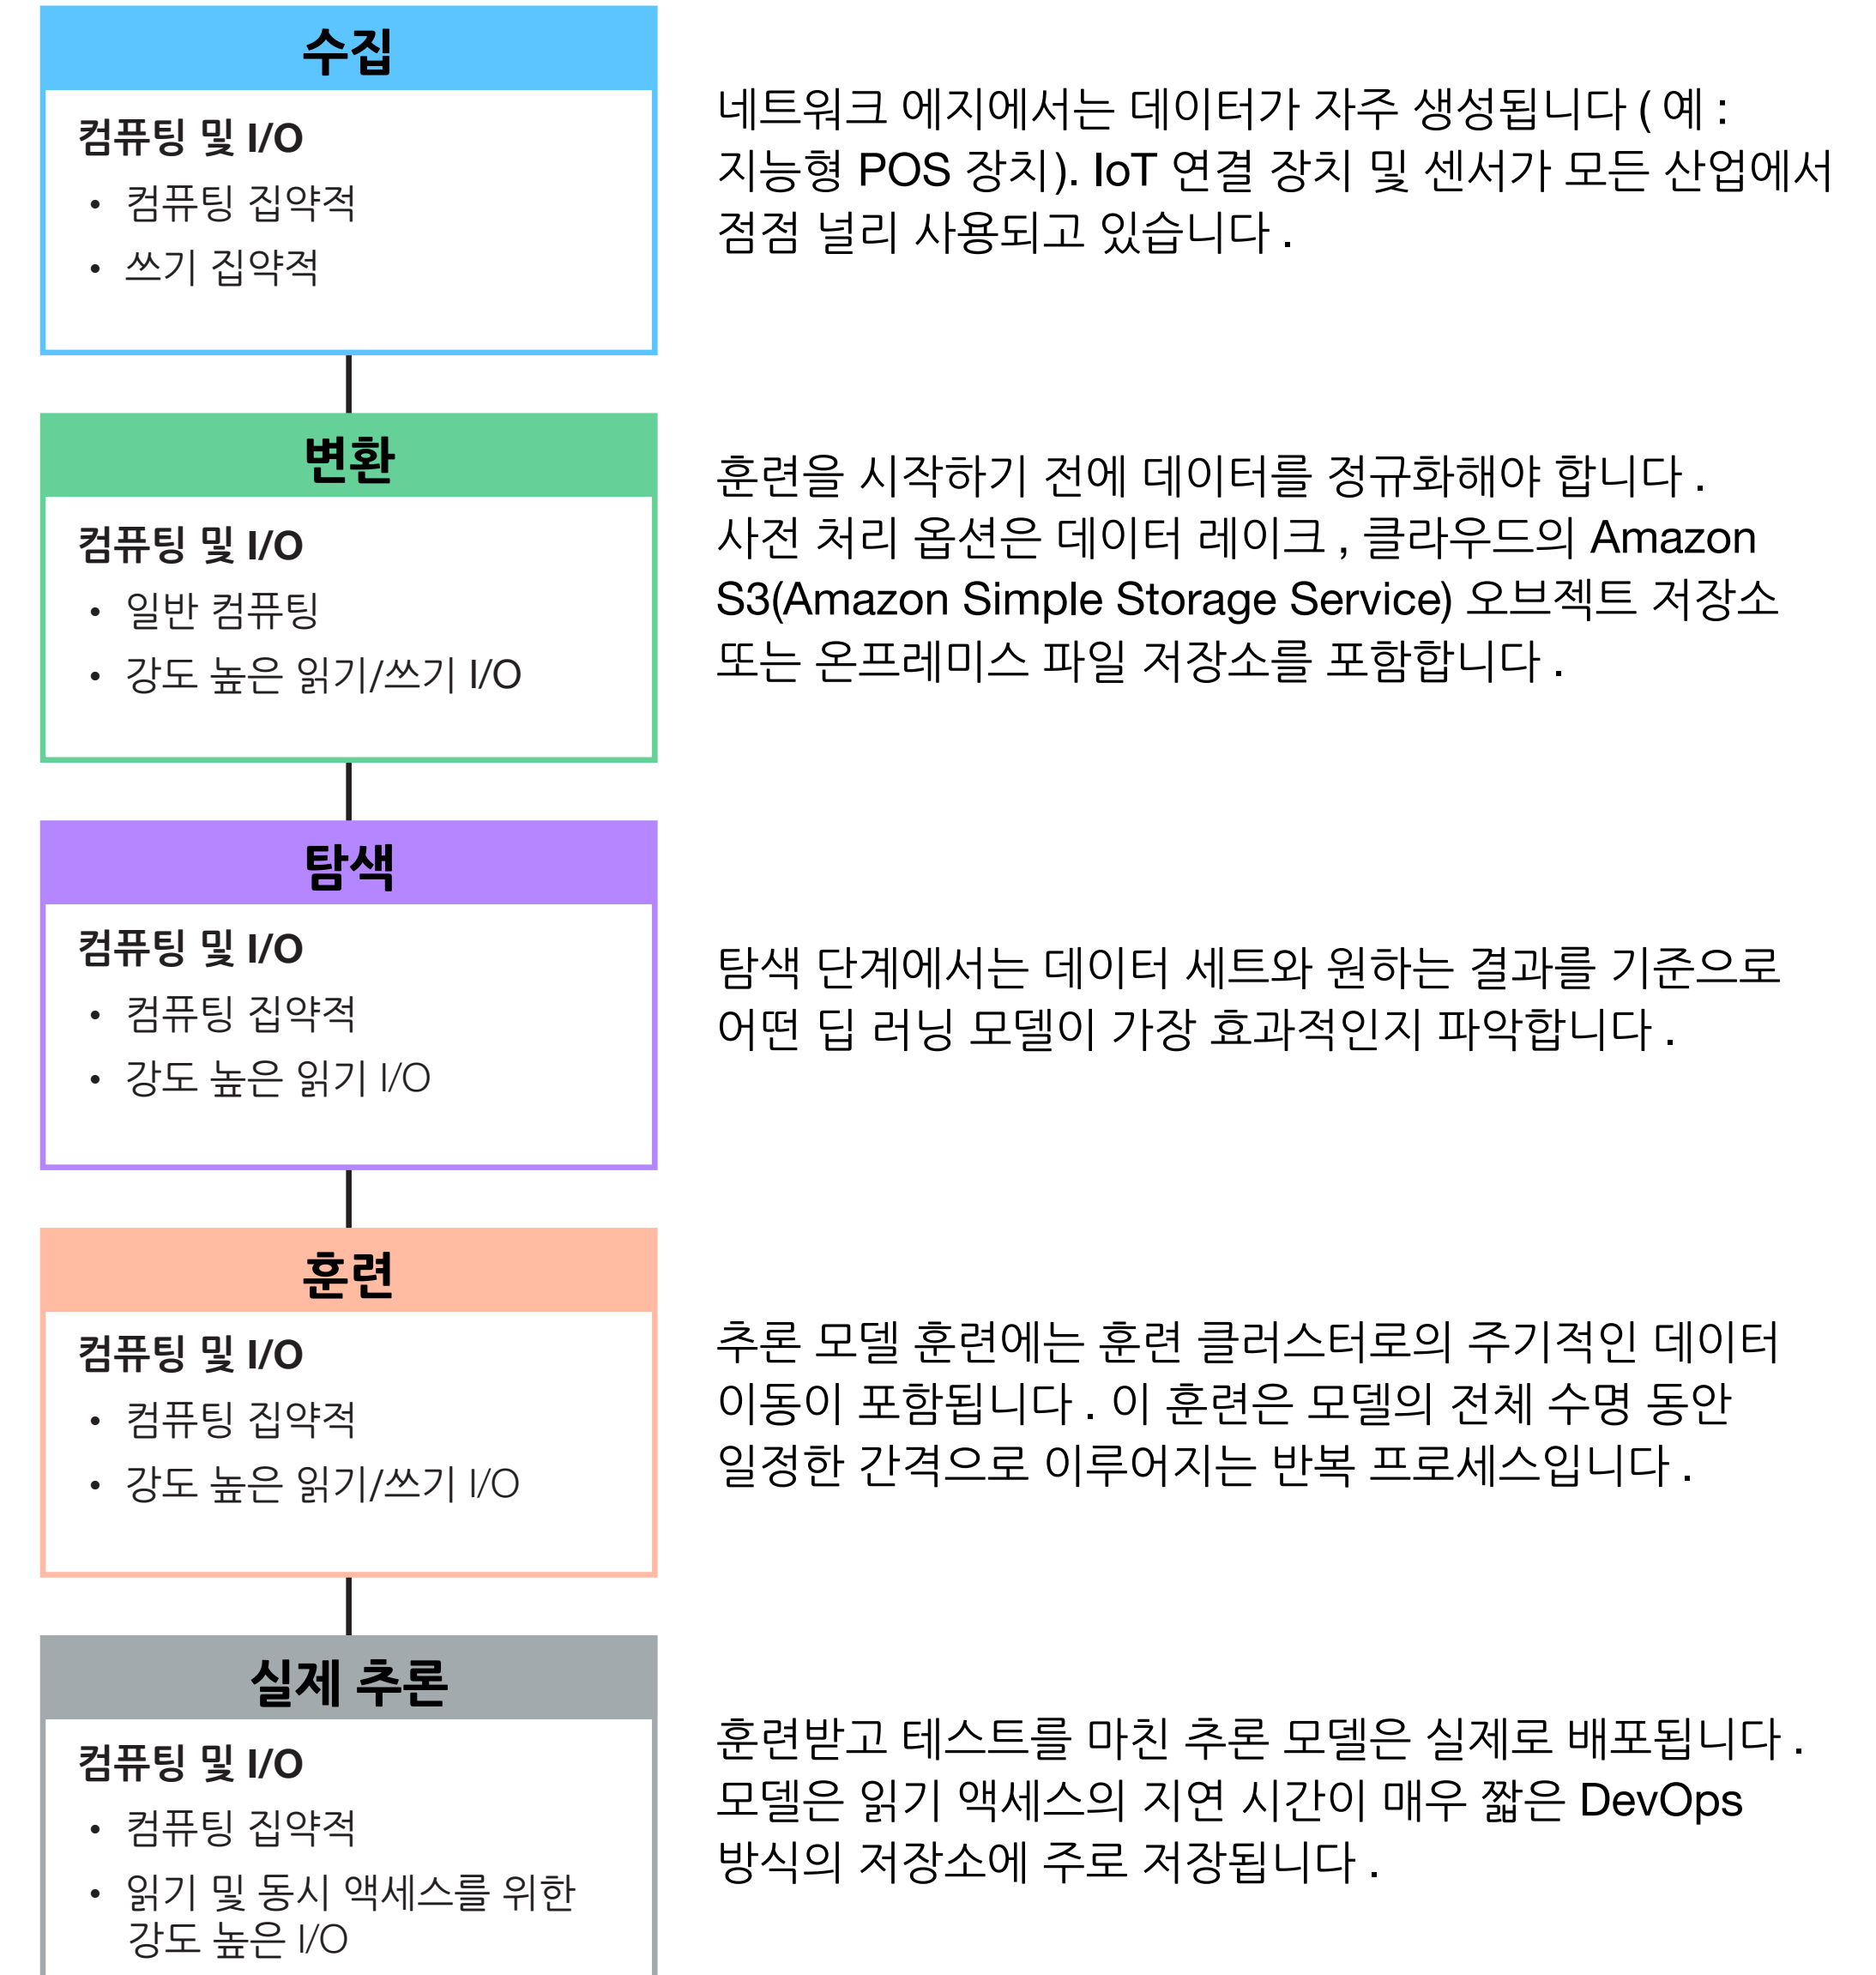 수집
컴퓨팅 및 I/O
• 컴퓨팅 집약적
• 쓰기 집약적
네트워크 에지에서는 데이터가 자주 생성됩니다 ( 예 :
지능형 POS 장치). IoT 연결 장치 및 센서가 모든 산업에서
점점 널리 사용되고 있습니다 .
변환
컴퓨팅 및 I/O
• 일반 컴퓨팅
• 강도 높은 읽기/쓰기 I/O
훈련을 시작하기 전에 데이터를 정규화해야 합니다 .
사전 처리 옵션은 데이터 레이크 , 클라우드의 Amazon
S3(Amazon Simple Storage Service) 오브젝트 저장소
또는 온프레미스 파일 저장소를 포함합니다 .
탐색
컴퓨팅 및 I/O
• 컴퓨팅 집약적
• 강도 높은 읽기 I/O
탐색 단계에서는 데이터 세트와 원하는 결과를 기준으로
어떤 딥 러닝 모델이 가장 효과적인지 파악합니다 .
훈련
컴퓨팅 및 I/O
• 컴퓨팅 집약적
• 강도 높은 읽기/쓰기 I/O
추론 모델 훈련에는 훈련 클러스터로의 주기적인 데이터
이동이 포함됩니다 . 이 훈련은 모델의 전체 수명 동안
일정한 간격으로 이루어지는 반복 프로세스입니다 .
실제 추론
컴퓨팅 및 I/O
• 컴퓨팅 집약적
• 읽기 및 동시 액세스를 위한
강도 높은 I/O
훈련받고 테스트를 마친 추론 모델은 실제로 배포됩니다 .
모델은 읽기 액세스의 지연 시간이 매우 짧은 DevOps
방식의 저장소에 주로 저장됩니다 .